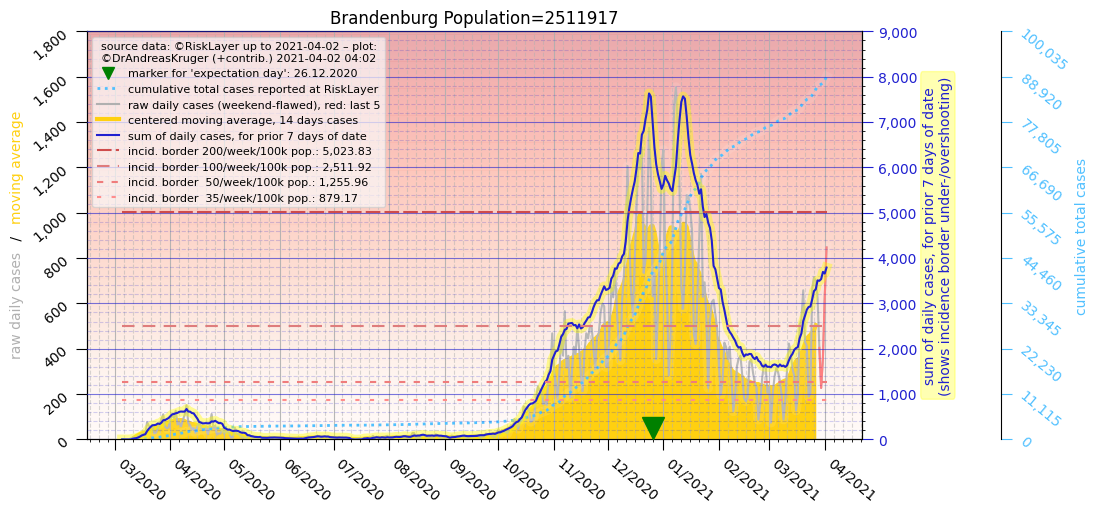 Brandenburg Population=2511917
source data: ©RiskLayer up to 2021-04-02 – plot:
©DrAndreasKruger (+contrib.) 2021-04-02 04:02
marker for 'expectation day': 26.12.2020
cumulative total cases reported at RiskLayer
raw daily cases (weekend-flawed), red: last 5
centered moving average, 14 days cases
sum of daily cases, for prior 7 days of date
incid. border 200/week/100k pop.: 5,023.83
incid. border 100/week/100k pop.: 2,511.92
incid. border  50/week/100k pop.: 1,255.96
incid. border  35/week/100k pop.: 879.17
raw daily cases / moving average
1,800
1,600
1,400
1,200
1,000
800
600
400
200
0
03/2020
04/2020
05/2020
06/2020
07/2020
08/2020
09/2020
10/2020
11/2020
12/2020
01/2021
02/2021
03/2021
04/2021
9,000
8,000
7,000
6,000
5,000
4,000
3,000
2,000
1,000
0
sum of daily cases, for prior 7 days of date
(shows incidence border under-/overshooting)
100,035
88,920
77,805
66,690
55,575
44,460
33,345
22,230
11,115
0
cumulative total cases